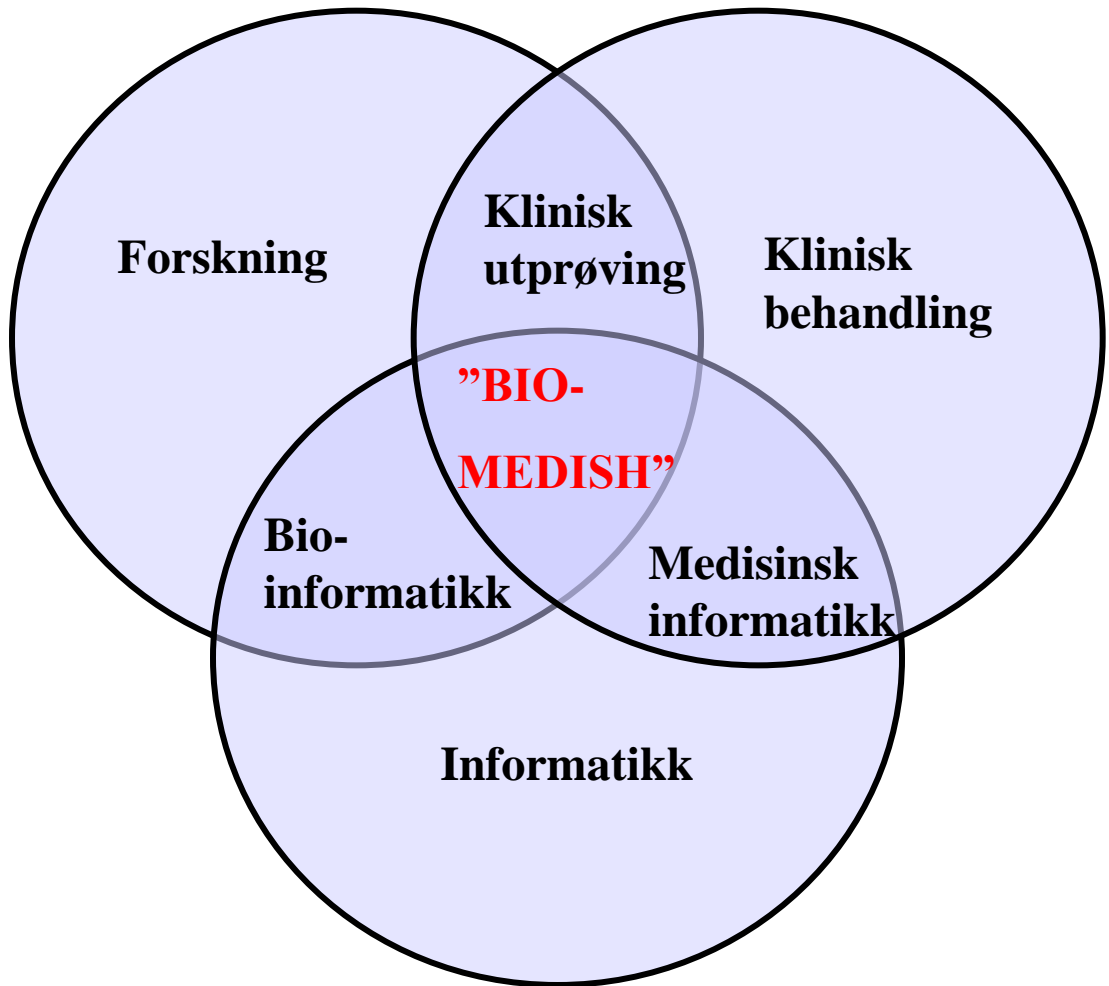 Forskning
Klinisk
utprøving
Klinisk
behandling
”BIO-
MEDISH”
Bio-
informatikk
Medisinsk
informatikk
Informatikk